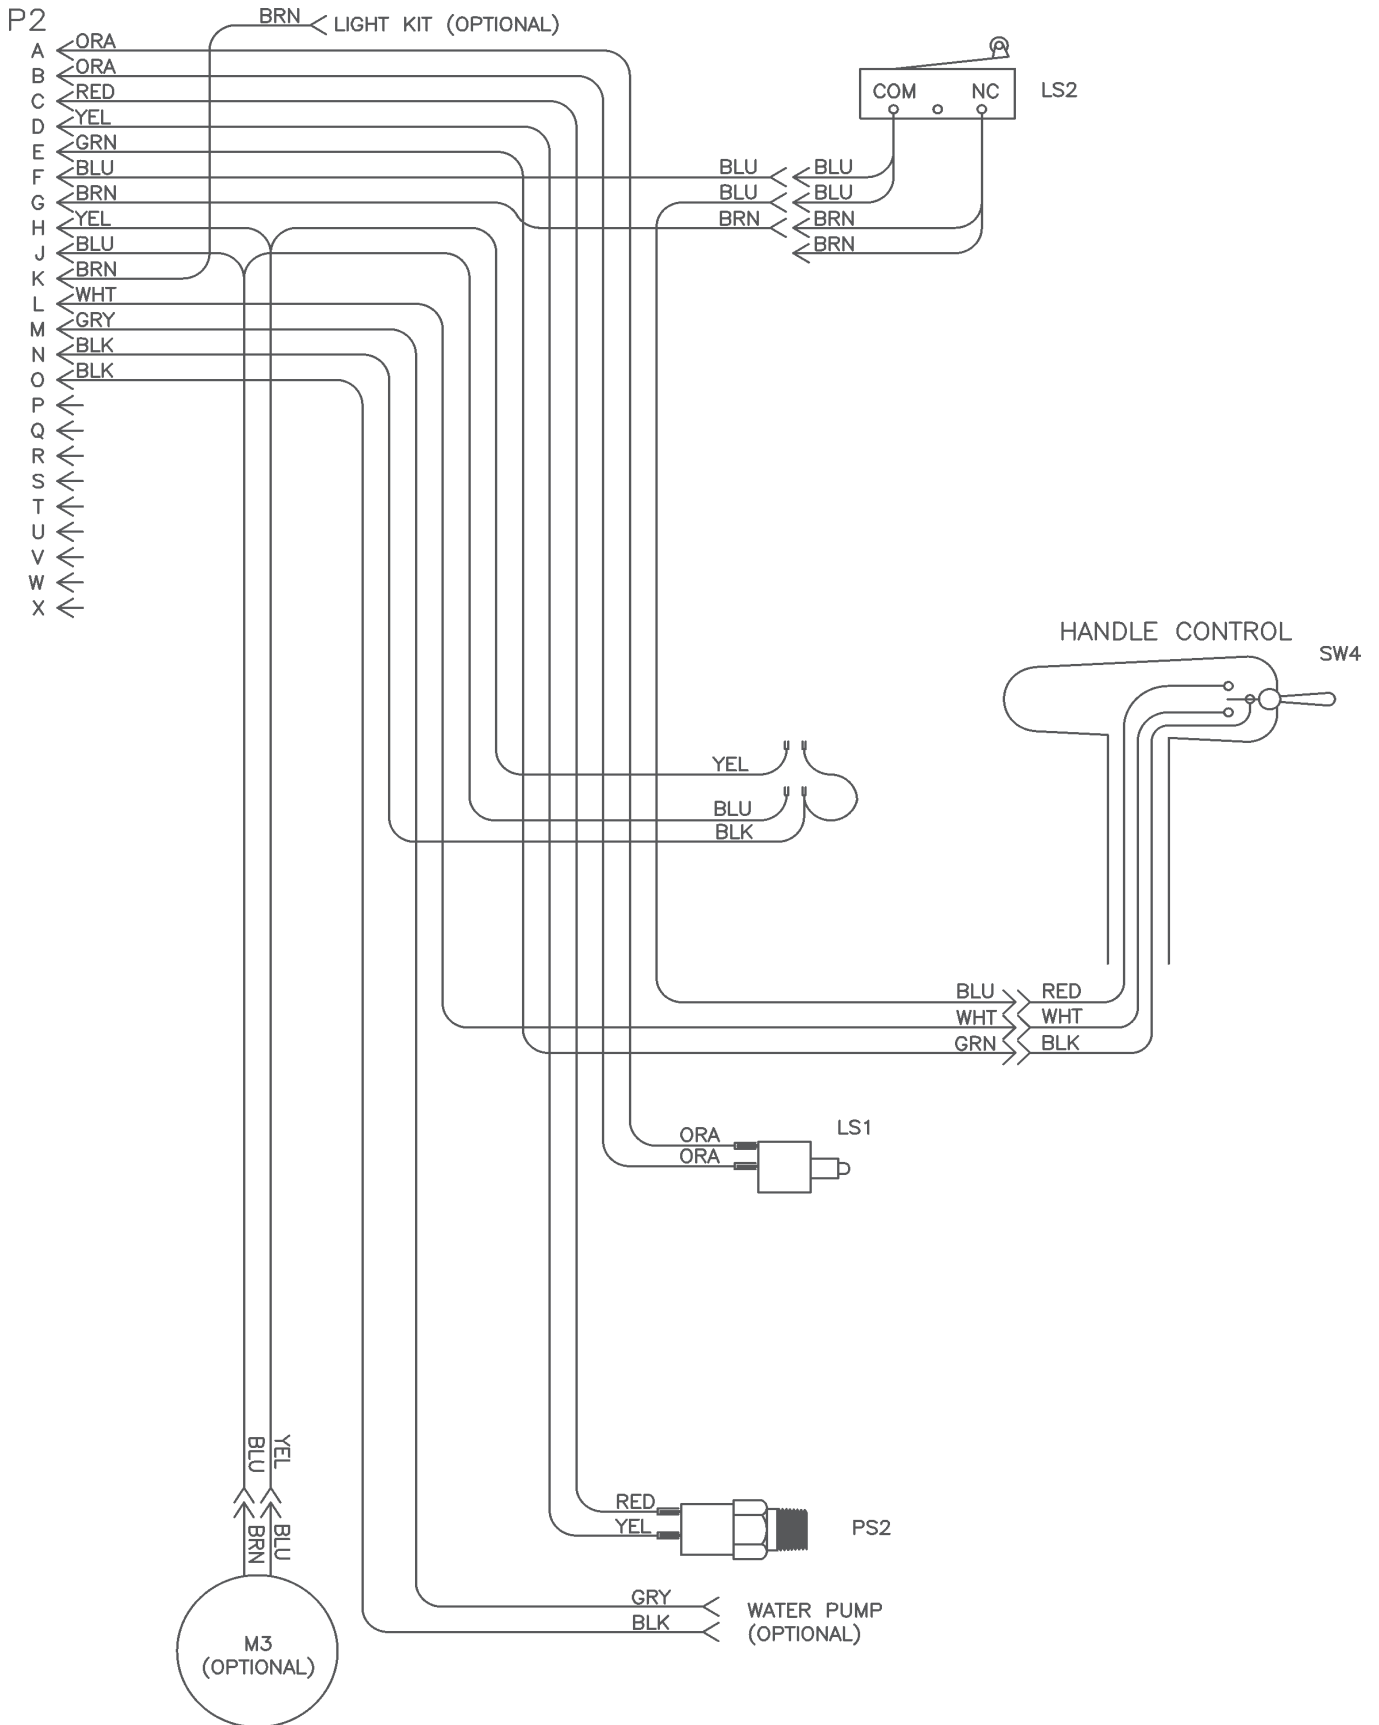 P2
BRN LIGHT KIT (OPTIONAL)
A ORA
B ORA
C RED
D YEL
E GRN
F BLU
G BRN
H YEL
J BLU
K BRN
L WHT
M GRY
N BLK
O BLK
P
Q
R
S
T
U
V
W
X
COM NC LS2
BLU BLU
BLU BLU
BRN BRN
BRN
HANDLE CONTROL
SW4
YEL
BLU
BLK
BLU RED
WHT WHT
GRN BLK
LS1
ORA
ORA
BLU YEL
BRN BLU
RED
YEL
PS2
GRY
BLK
WATER PUMP
(OPTIONAL)
M3
(OPTIONAL)